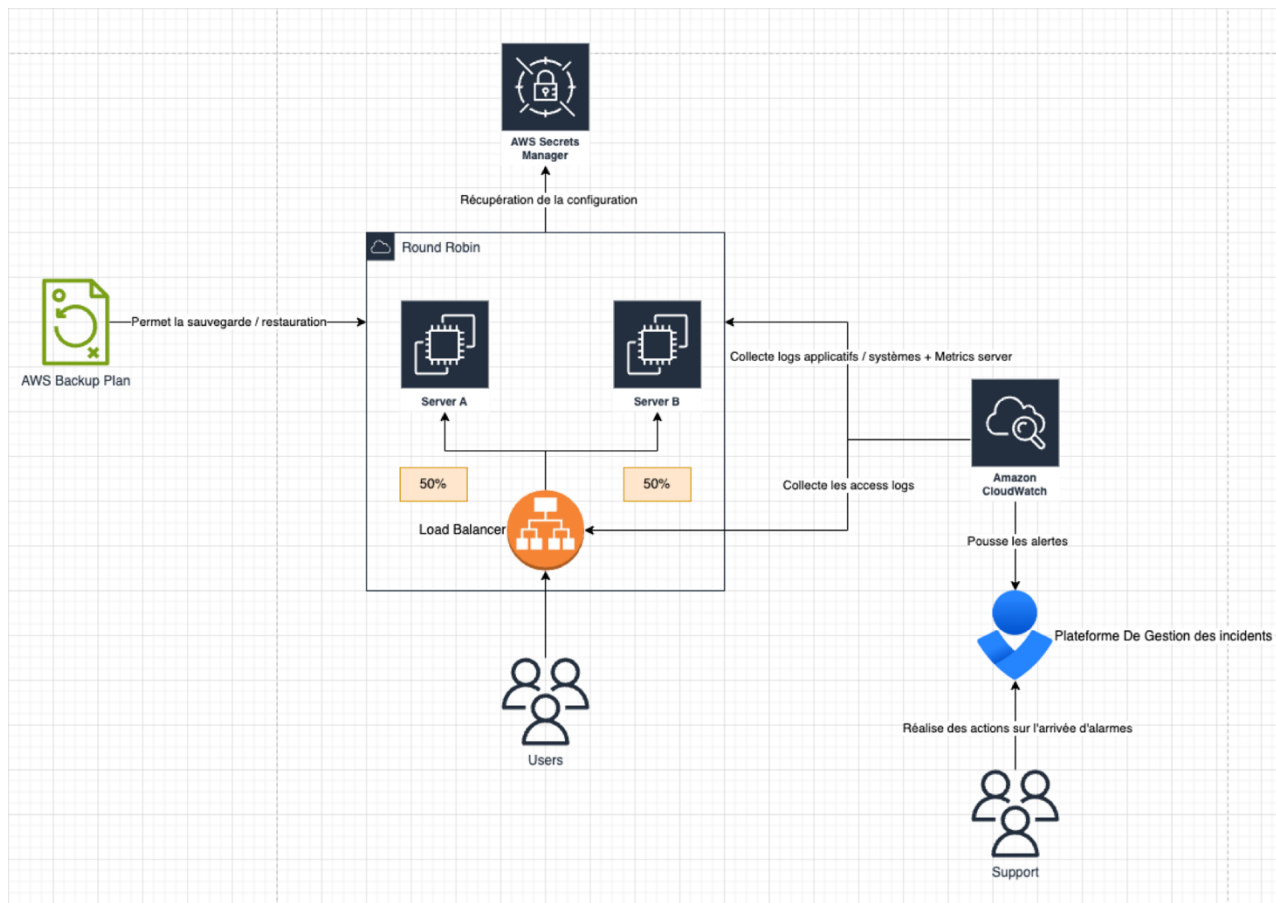 AWS Secrets
Manager
Récupération de la configuration
Round Robin
Permet la sauvegarde / restauration
AWS Backup Plan
Server A
Server B
Collecte logs applicatifs / systèmes + Metrics server
Amazon
CloudWatch
50%
50%
Collecte les access logs
Load Balancer
Pousse les alertes
Plateforme De Gestion des incidents
Réalise des actions sur l'arrivée d'alarmes
Users
Support